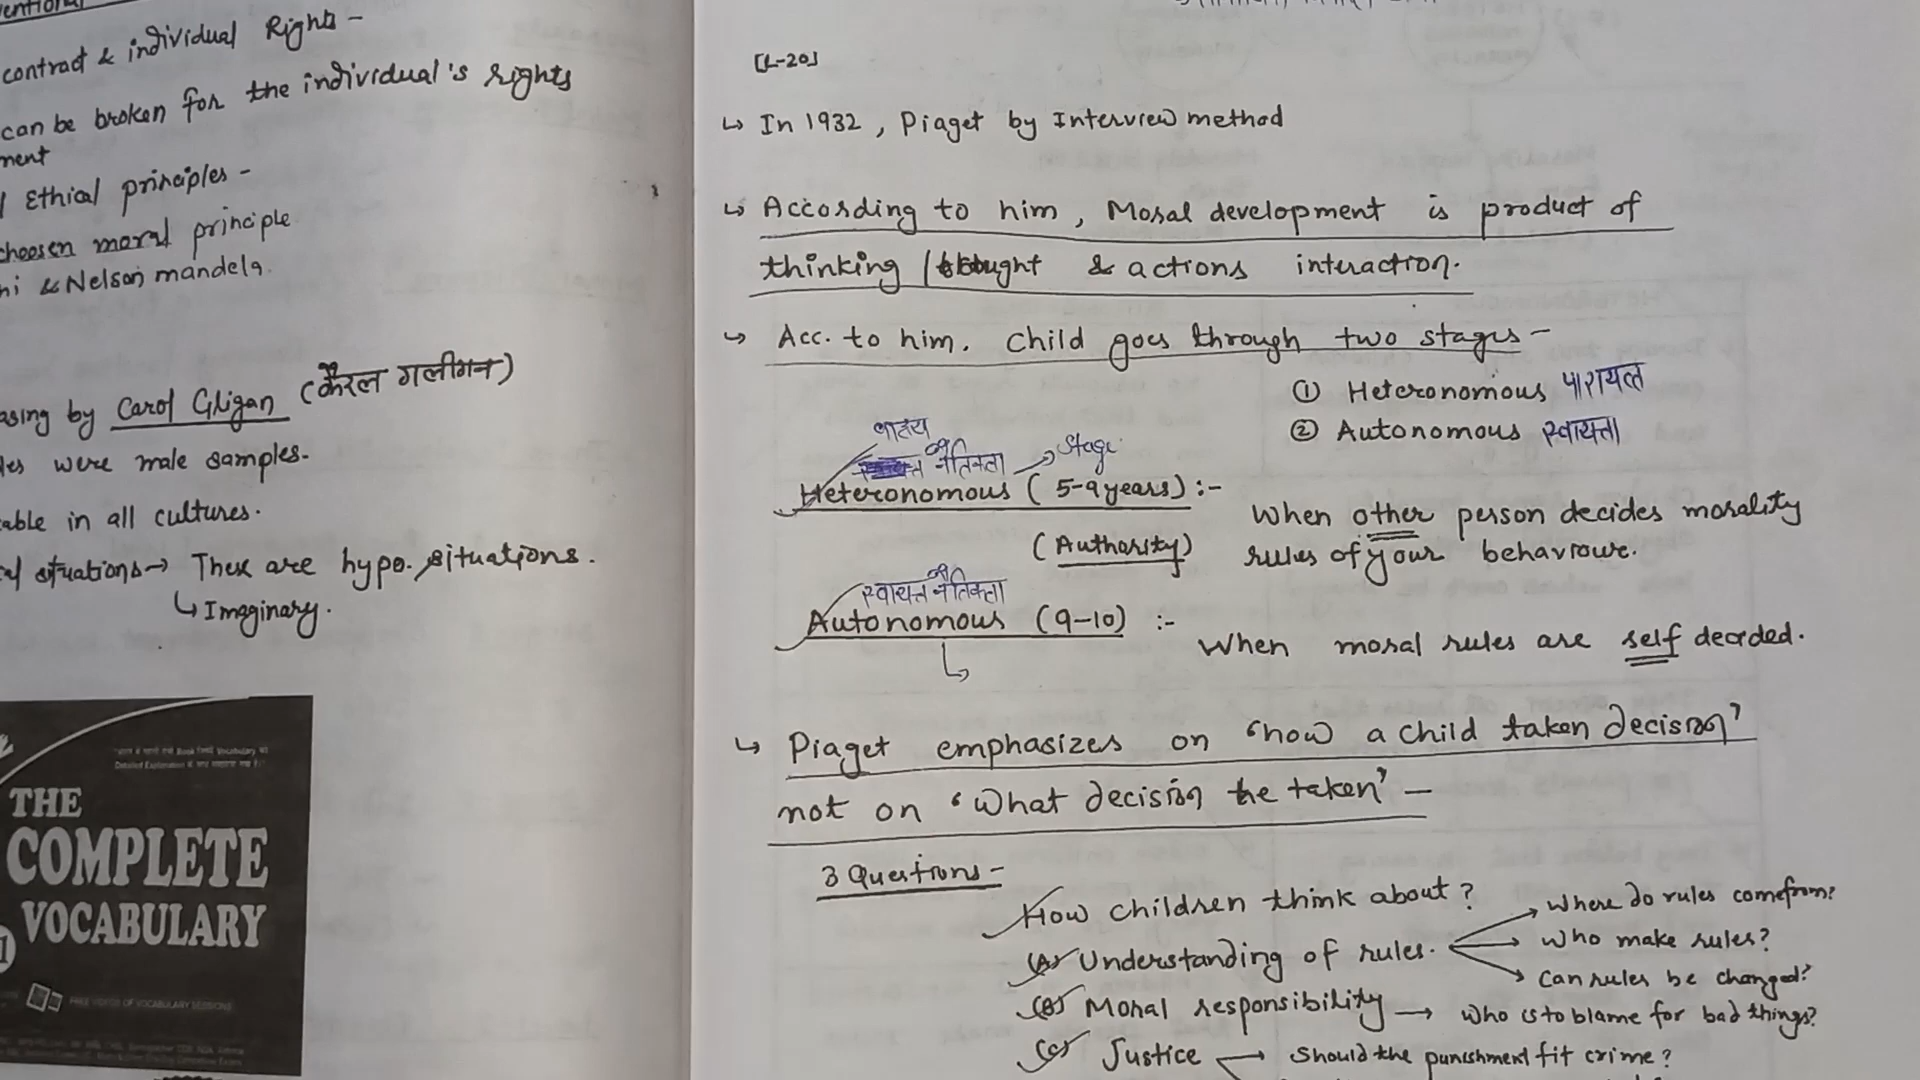 contract & individual Rights -
can be broken for the individual's rights
ment
Ethial principles -
choosen moral principle
& Nelson mandela.
by Carol Gligan (कैरल गलीगन)
were male samples.
able in all cultures.
situations → These are hypo. situations.
↳ Imaginary.
THE
COMPLETE
VOCABULARY
[L-20]
↳ In 1932, Piaget by Interview method
↳ According to him, Moral development is product of
thinking / thought & actions interaction.
↳ Acc. to him. Child goes through two stages -
① Heteronomous
② Autonomous स्वायत्ता
बाह्य
की नैतिकता → Stage
Heteronomous (5-9 years) :-
(Authority)
When other person decides morality
rules of your behaviour.
स्वायत्त की नैतिकता
Autonomous (9-10) :-
When moral rules are self decided.
↳ Piaget emphasizes on 'how a child taken decision'
not on 'What decision he taken' -
3 Questions -
How children think about?
(A) Understanding of rules.
→ Where do rules come from?
→ Who make rules?
→ Can rules be changed?
(B) Moral responsibility → Who is to blame for bad things?
(C) Justice → Should the punishment fit crime?